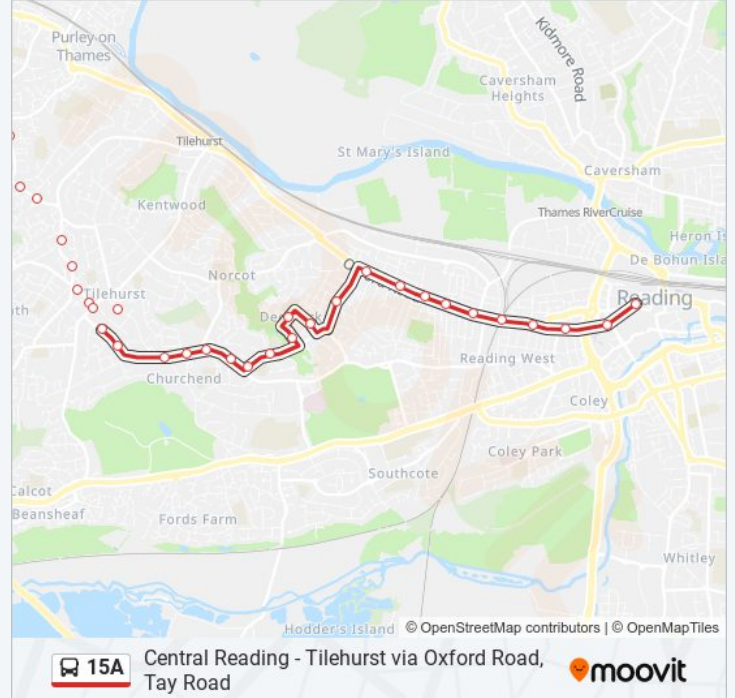 Purley on
Thames
Kidmore Road
Caversham
Heights
Tilehurst
St Mary's Island
Caversham
Kentwood
Thames RiverCruise
Heron Is
De Bohun Isla
Norcot
Tilehurst
Reading
Reading West
Churchend
Coley
Coley Park
Southcote
Calcot
Beansheaf
Fords Farm
Whitley
Hodder's Island
© OpenStreetMap contributors | © OpenMapTiles
15A
Central Reading - Tilehurst via Oxford Road,
Tay Road
moovit